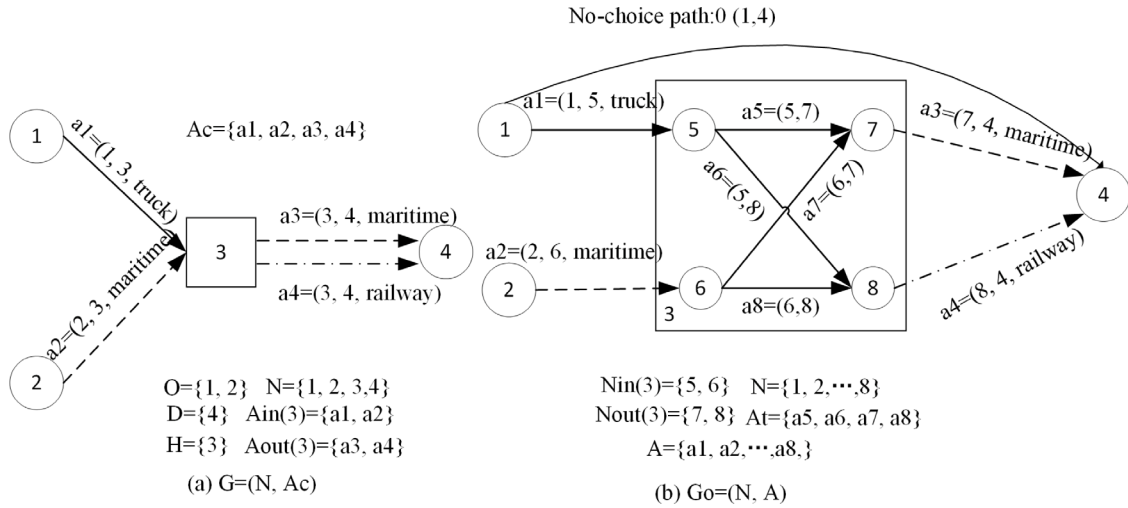 No-choice path:0 (1,4)
1
a1=(1, 3, truck)
Ac={a1, a2, a3, a4}
3
a3=(3, 4, maritime)
4
a4=(3, 4, railway)
a2=(2, 3, maritime)
2
O={1, 2} N={1, 2, 3,4}
D={4} Ain(3)={a1, a2}
H={3} Aout(3)={a3, a4}
(a) G=(N, Ac)
1
a1=(1, 5, truck)
5
a5=(5,7)
7
a3=(7, 4, maritime)
a6=(5,8)
a7=(6,7)
4
a2=(2, 6, maritime)
2
6
a8=(6,8)
8
3
a4=(8, 4, railway)
Nin(3)={5, 6} N={1, 2,⋯,8}
Nout(3)={7, 8} At={a5, a6, a7, a8}
A={a1, a2,⋯,a8,}
(b) Go=(N, A)